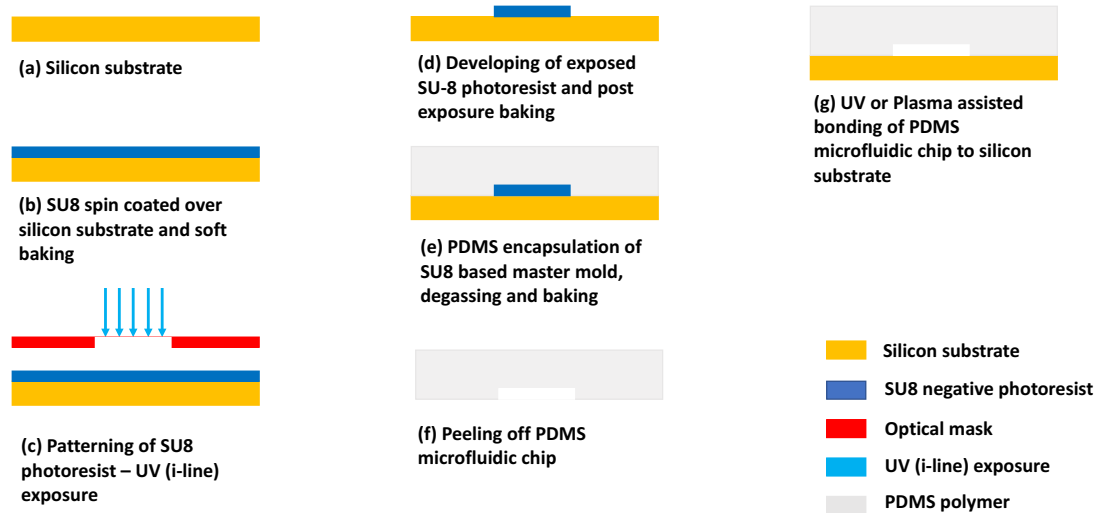 (a) Silicon substrate
(b) SU8 spin coated over
silicon substrate and soft
baking
(c) Patterning of SU8
photoresist – UV (i-line)
exposure
(d) Developing of exposed
SU-8 photoresist and post
exposure baking
(e) PDMS encapsulation of
SU8 based master mold,
degassing and baking
(f) Peeling off PDMS
microfluidic chip
(g) UV or Plasma assisted
bonding of PDMS
microfluidic chip to silicon
substrate
Silicon substrate
SU8 negative photoresist
Optical mask
UV (i-line) exposure
PDMS polymer